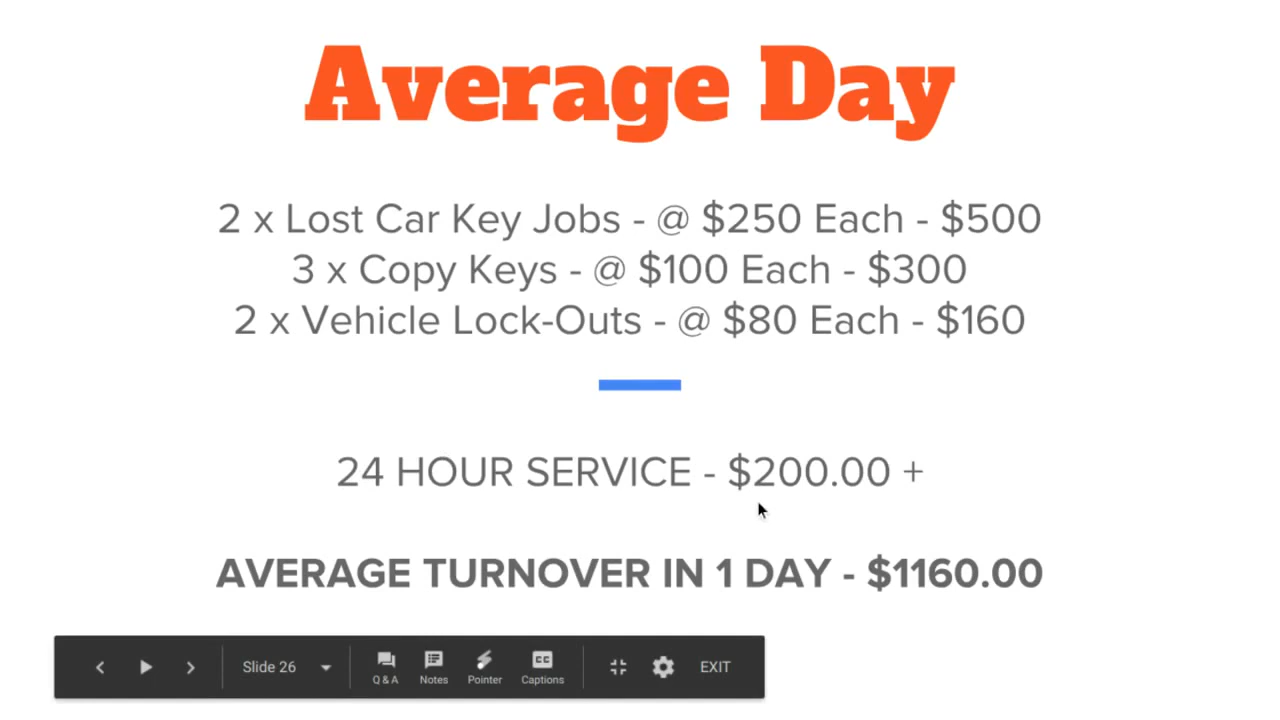 Average Day
2 x Lost Car Key Jobs - @ $250 Each - $500
3 x Copy Keys - @ $100 Each - $300
2 x Vehicle Lock-Outs - @ $80 Each - $160
24 HOUR SERVICE - $200.00 +
AVERAGE TURNOVER IN 1 DAY - $1160.00
Slide 26
Q & A
Notes
Pointer
CC
Captions
EXIT